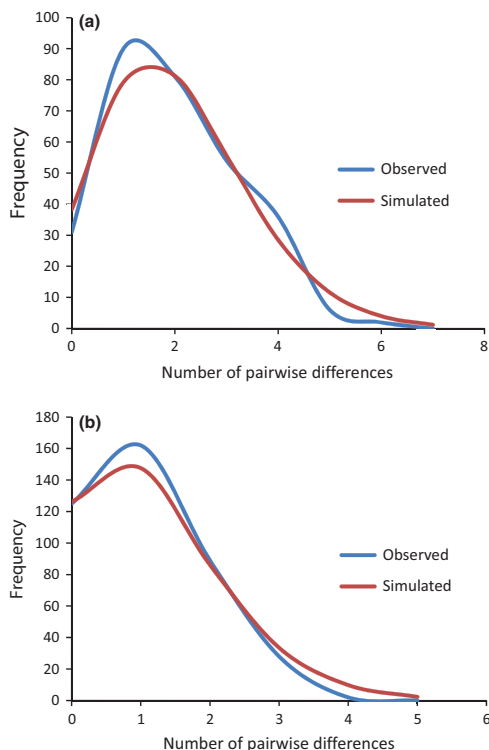 (a)
100
90
80
70
60
50
40
30
20
10
0
Frequency
Observed
Simulated
0 2 4 6 8
Number of pairwise differences
(b)
180
160
140
120
100
80
60
40
20
0
Frequency
Observed
Simulated
0 1 2 3 4 5 6
Number of pairwise differences